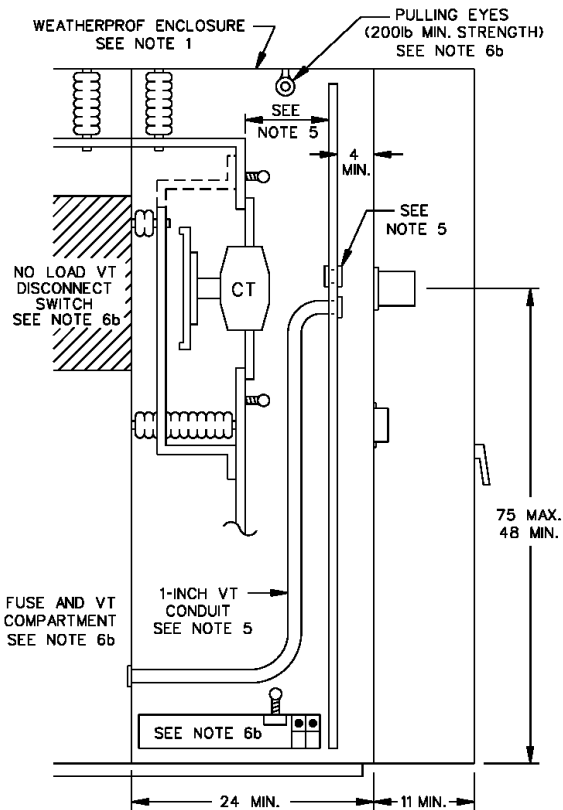 WEATHERPROF ENCLOSURE
SEE NOTE 1
PULLING EYES
(200lb MIN. STRENGTH)
SEE NOTE 6b
SEE
NOTE 5
4
MIN.
SEE
NOTE 5
NO LOAD VT
DISCONNECT
SWITCH
SEE NOTE 6b
CT
75 MAX.
48 MIN.
1-INCH VT
CONDUIT
SEE NOTE 5
FUSE AND VT
COMPARTMENT
SEE NOTE 6b
SEE NOTE 6b
24 MIN.
11 MIN.